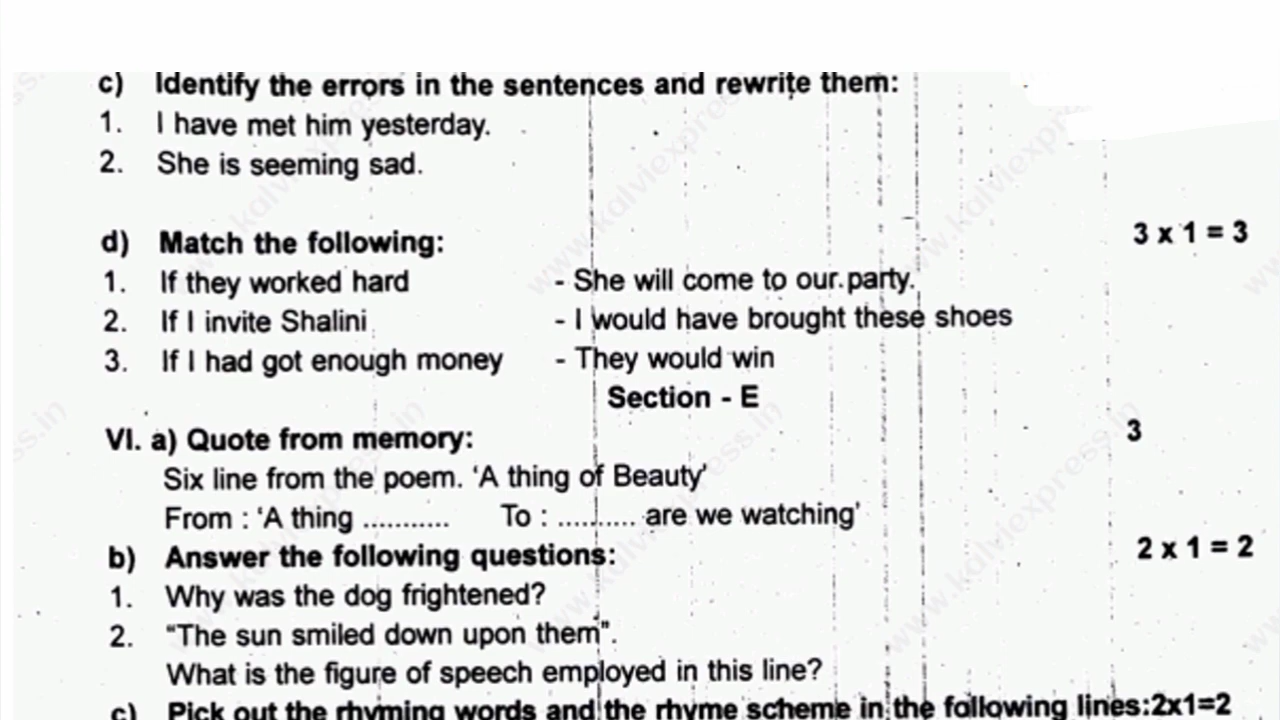 c) Identify the errors in the sentences and rewrite them:
1. I have met him yesterday.
2. She is seeming sad.
d) Match the following: 3 x 1 = 3
1. If they worked hard - She will come to our party.
2. If I invite Shalini - I would have brought these shoes
3. If I had got enough money - They would win
Section - E
VI. a) Quote from memory: 3
Six line from the poem. 'A thing of Beauty'
From : 'A thing ........... To : .......... are we watching'
b) Answer the following questions: 2 x 1 = 2
1. Why was the dog frightened?
2. "The sun smiled down upon them".
What is the figure of speech employed in this line?
c) Pick out the rhyming words and the rhyme scheme in the following lines:2x1=2
www.kalviexpress.in